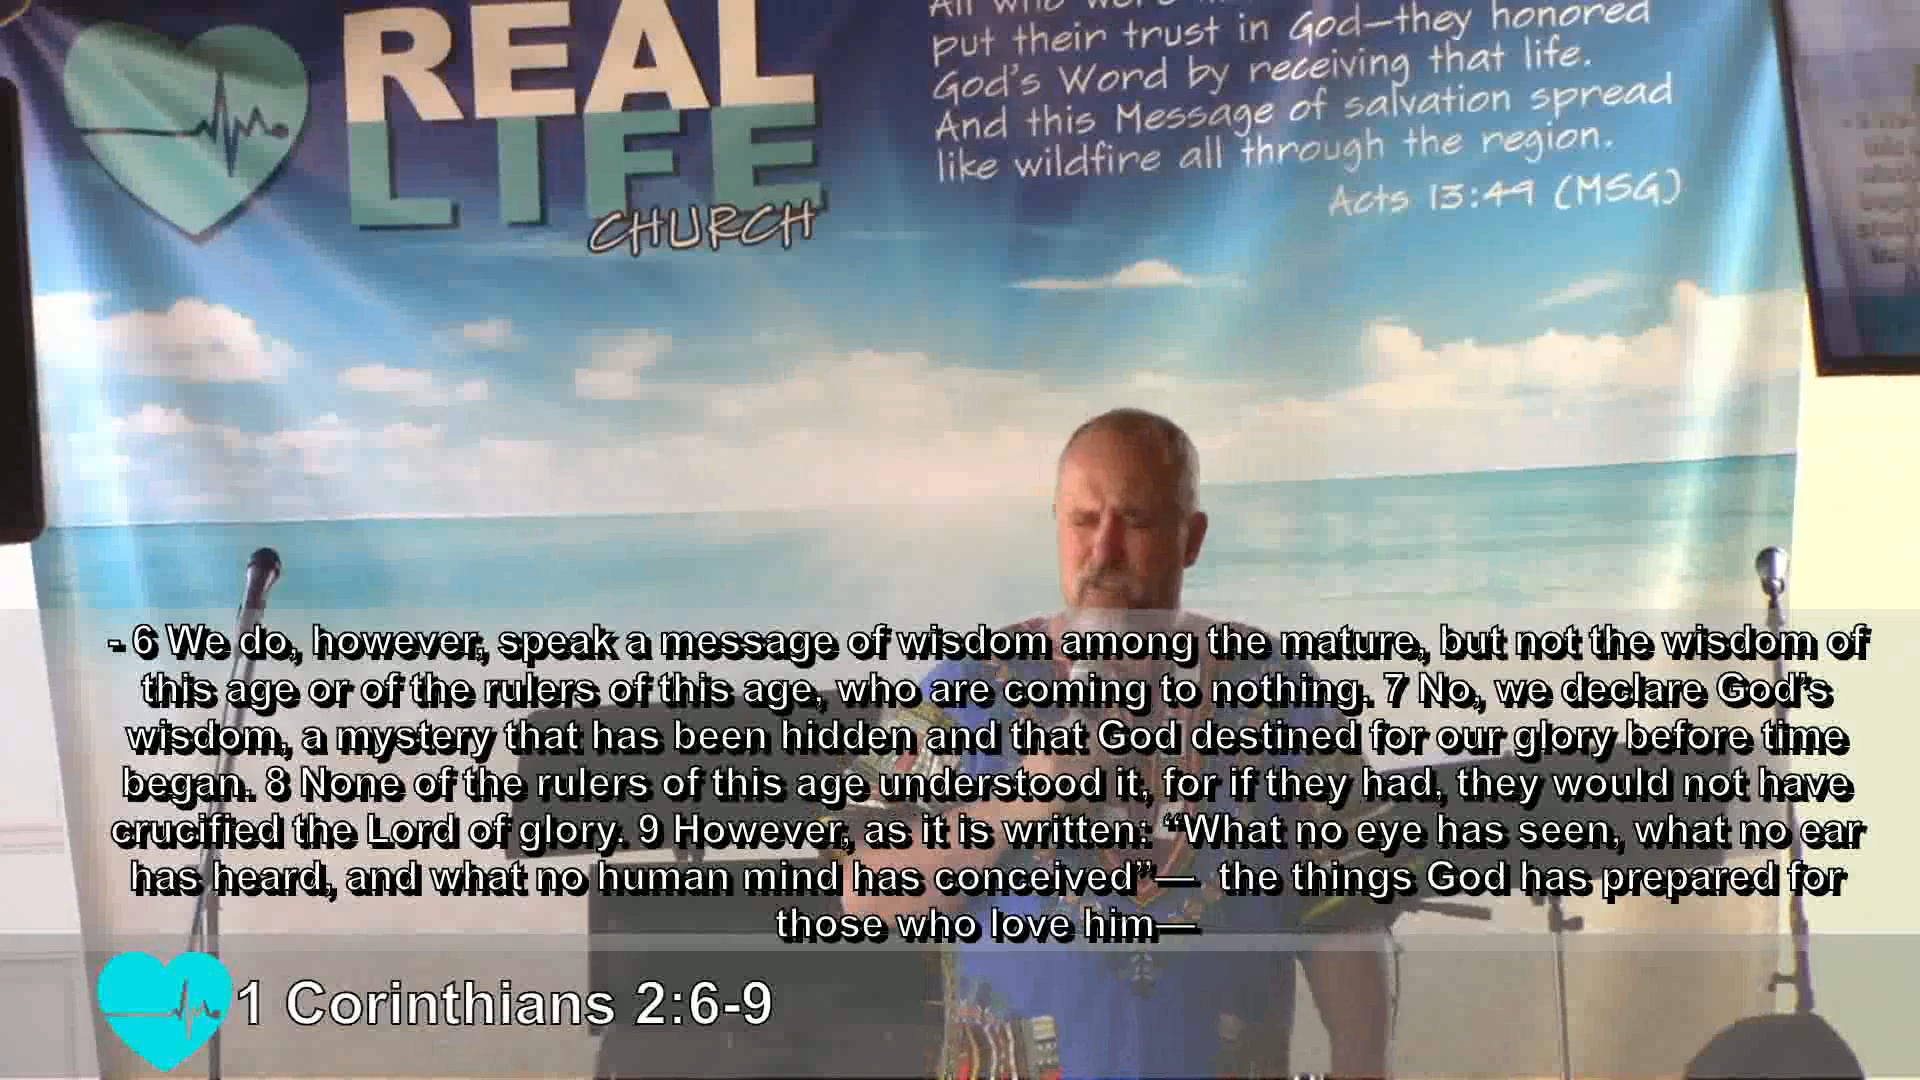 REAL
LIFE
CHURCH
put their trust in God—they honored
God's Word by receiving that life.
And this Message of salvation spread
like wildfire all through the region.
Acts 13:49 (MSG)
- 6 We do, however, speak a message of wisdom among the mature, but not the wisdom of
this age or of the rulers of this age, who are coming to nothing. 7 No, we declare God's
wisdom, a mystery that has been hidden and that God destined for our glory before time
began. 8 None of the rulers of this age understood it, for if they had, they would not have
crucified the Lord of glory. 9 However, as it is written: “What no eye has seen, what no ear
has heard, and what no human mind has conceived”— the things God has prepared for
those who love him—
1 Corinthians 2:6-9